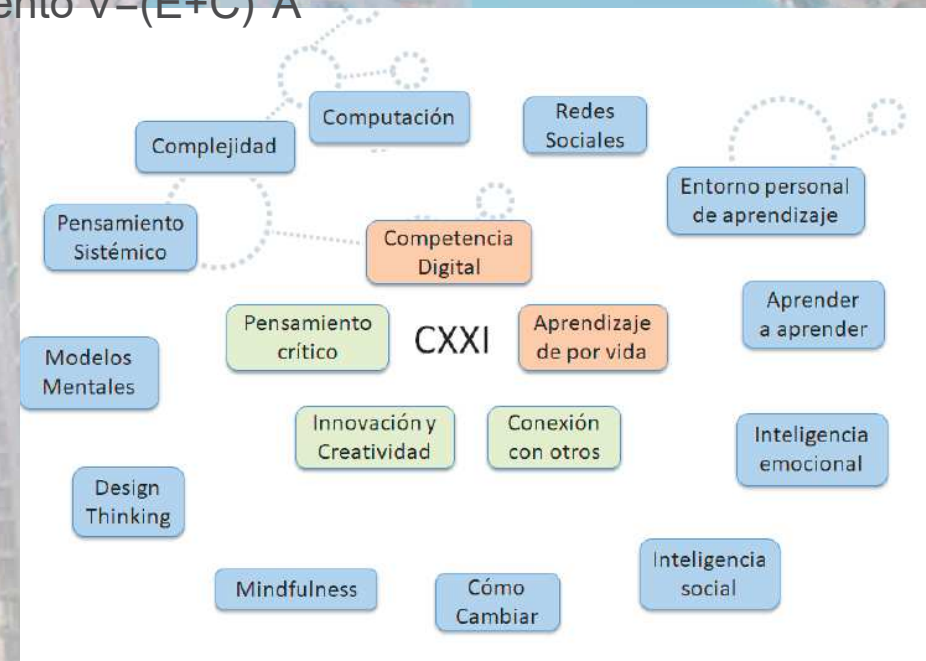 V=(E+C)*A
Computación
Redes
Sociales
Complejidad
Entorno personal
de aprendizaje
Pensamiento
Sistémico
Competencia
Digital
Aprender
a aprender
Pensamiento
crítico
CXXI
Aprendizaje
de por vida
Modelos
Mentales
Innovación y
Creatividad
Conexión
con otros
Inteligencia
emocional
Design
Thinking
Inteligencia
social
Mindfulness
Cómo
Cambiar